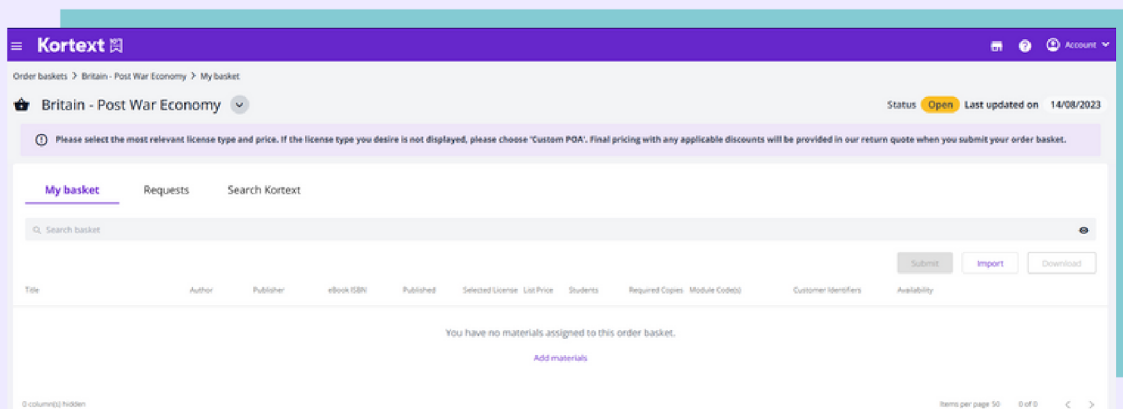 Kortext
Account
Order baskets > Britain - Post War Economy > My basket
Britain - Post War Economy
Status Open Last updated on 14/08/2023
Please select the most relevant license type and price. If the license type you desire is not displayed, please choose 'Custom POA'. Final pricing with any applicable discounts will be provided in our return quote when you submit your order basket.
My basket Requests Search Kortext
Search basket
Submit Import Download
Title Author Publisher eBook ISBN Published Selected License List Price Students Required Copies Module Code(s) Customer Identifiers Availability
You have no materials assigned to this order basket.
Add materials
0 column(s) hidden Items per page 50 0 of 0 < >